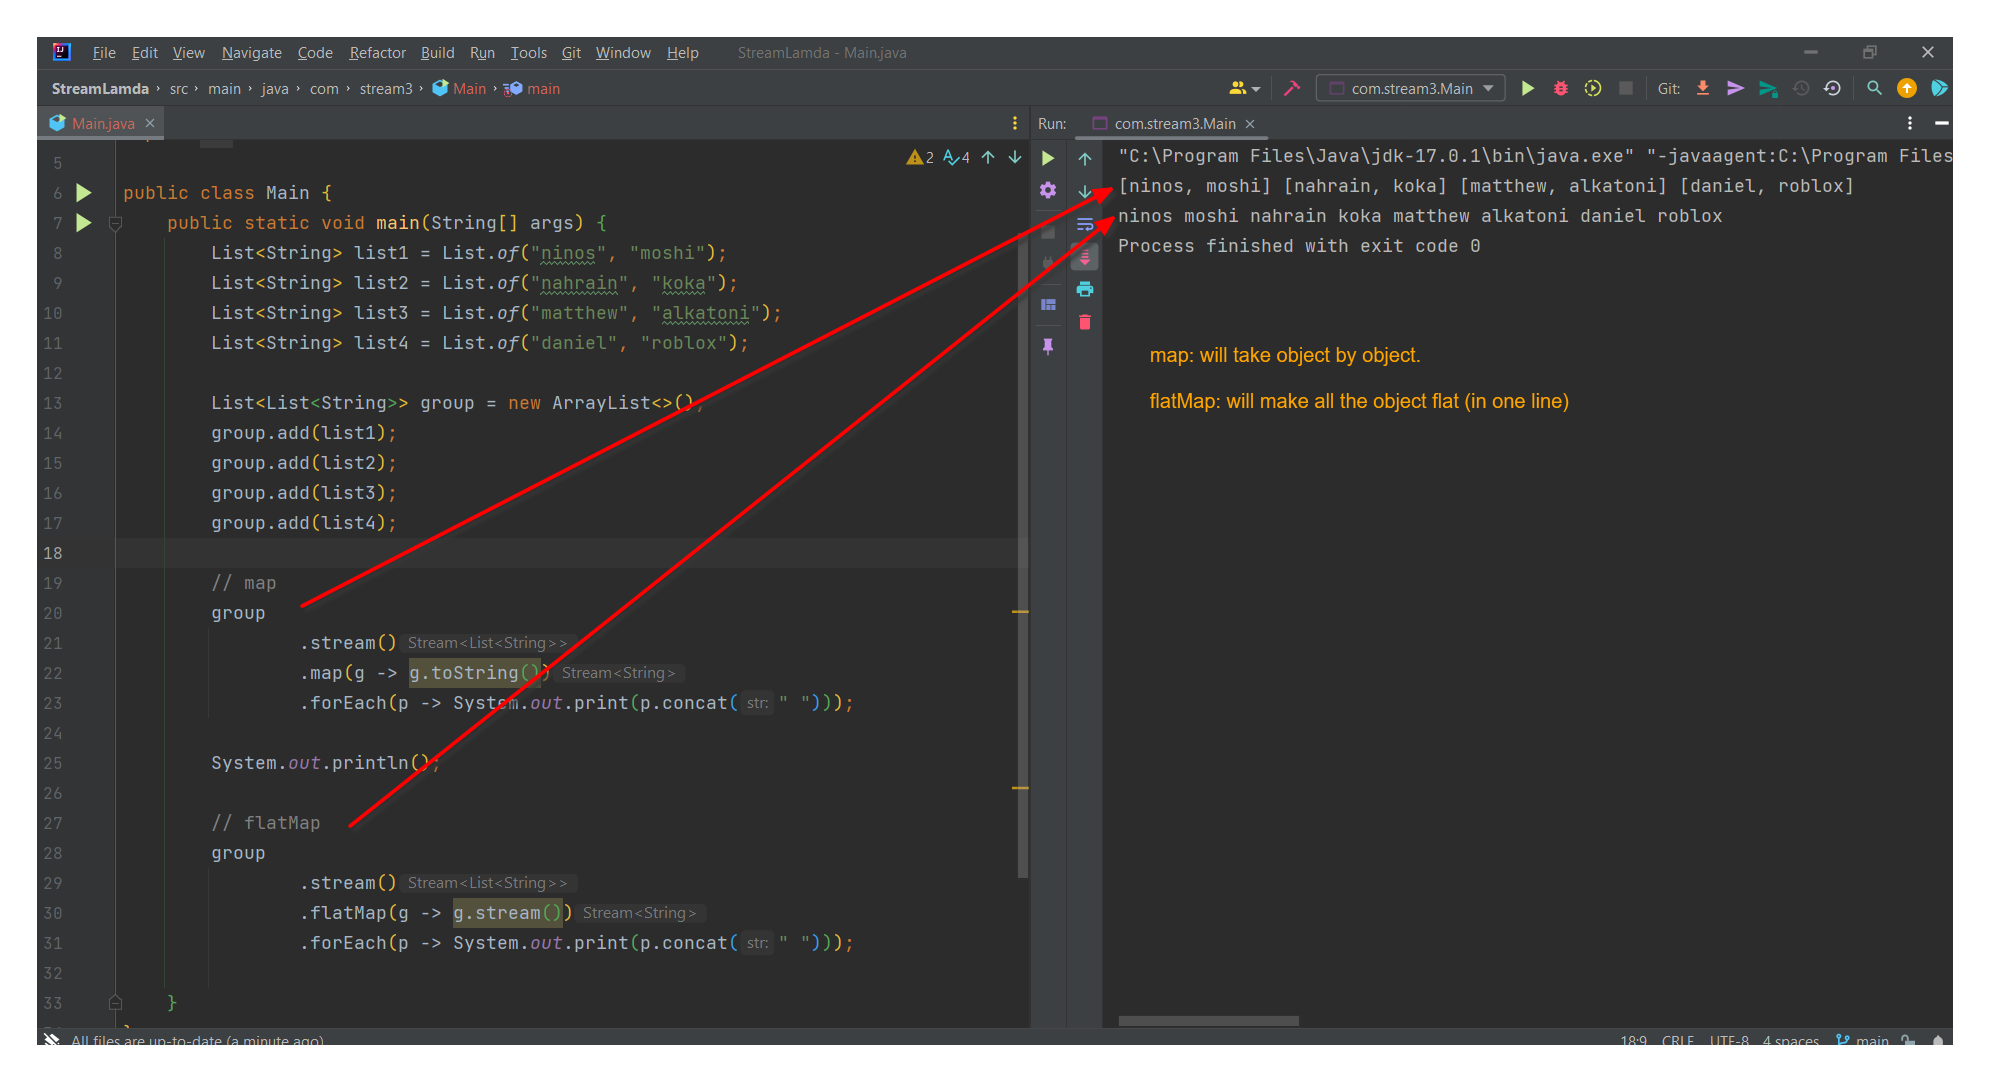 File Edit View Navigate Code Refactor Build Run Tools Git Window Help StreamLamda - Main.java
StreamLamda › src › main › java › com › stream3 › Main › main
com.stream3.Main
Git:
Main.java ×
Run: com.stream3.Main ×
2 4
5
6 public class Main {
7 public static void main(String[] args) {
8 List<String> list1 = List.of("ninos", "moshi");
9 List<String> list2 = List.of("nahrain", "koka");
10 List<String> list3 = List.of("matthew", "alkatoni");
11 List<String> list4 = List.of("daniel", "roblox");
12
13 List<List<String>> group = new ArrayList<>();
14 group.add(list1);
15 group.add(list2);
16 group.add(list3);
17 group.add(list4);
18
19 // map
20 group
21 .stream() Stream<List<String>>
22 .map(g -> g.toString()) Stream<String>
23 .forEach(p -> System.out.print(p.concat( str: " ")));
24
25 System.out.println();
26
27 // flatMap
28 group
29 .stream() Stream<List<String>>
30 .flatMap(g -> g.stream()) Stream<String>
31 .forEach(p -> System.out.print(p.concat( str: " ")));
32
33 }
"C:\Program Files\Java\jdk-17.0.1\bin\java.exe" "-javaagent:C:\Program Files
[ninos, moshi] [nahrain, koka] [matthew, alkatoni] [daniel, roblox]
ninos moshi nahrain koka matthew alkatoni daniel roblox
Process finished with exit code 0
map: will take object by object.
flatMap: will make all the object flat (in one line)
All files are up-to-date (a minute ago)
18:9 CRLF UTF-8 4 spaces main